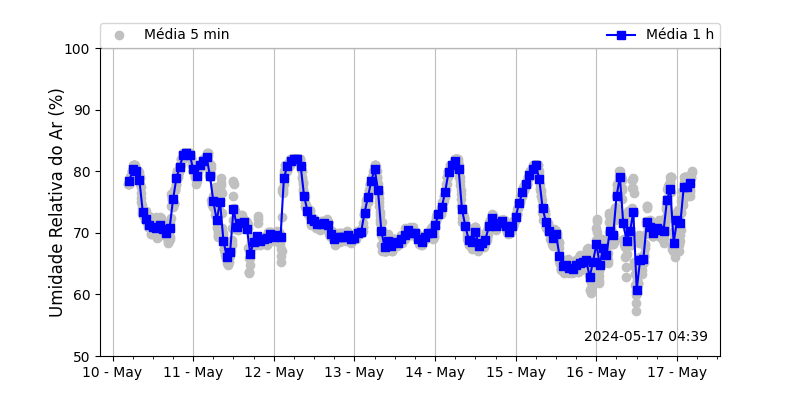 Média 5 min
Média 1 h
Umidade Relativa do Ar (%)
100
90
80
70
60
50
2024-05-17 04:39
10 - May
11 - May
12 - May
13 - May
14 - May
15 - May
16 - May
17 - May